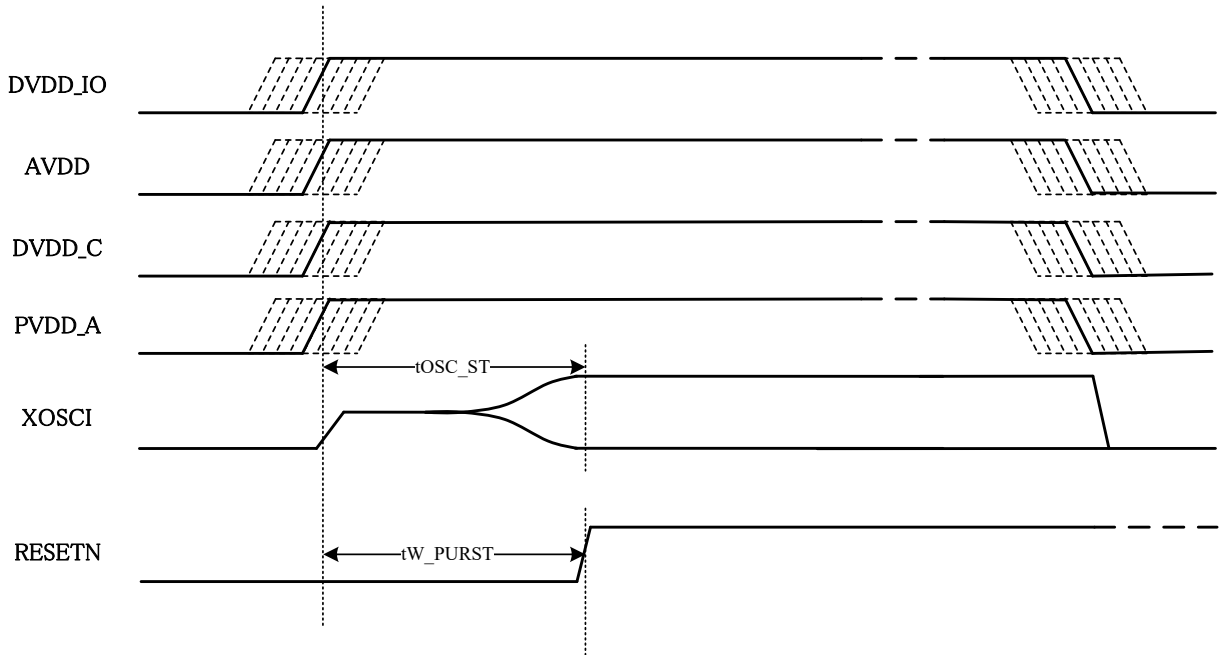 DVDD_IO
AVDD
DVDD_C
PVDD_A
tOSC_ST
XOSCI
RESETN
tW_PURST